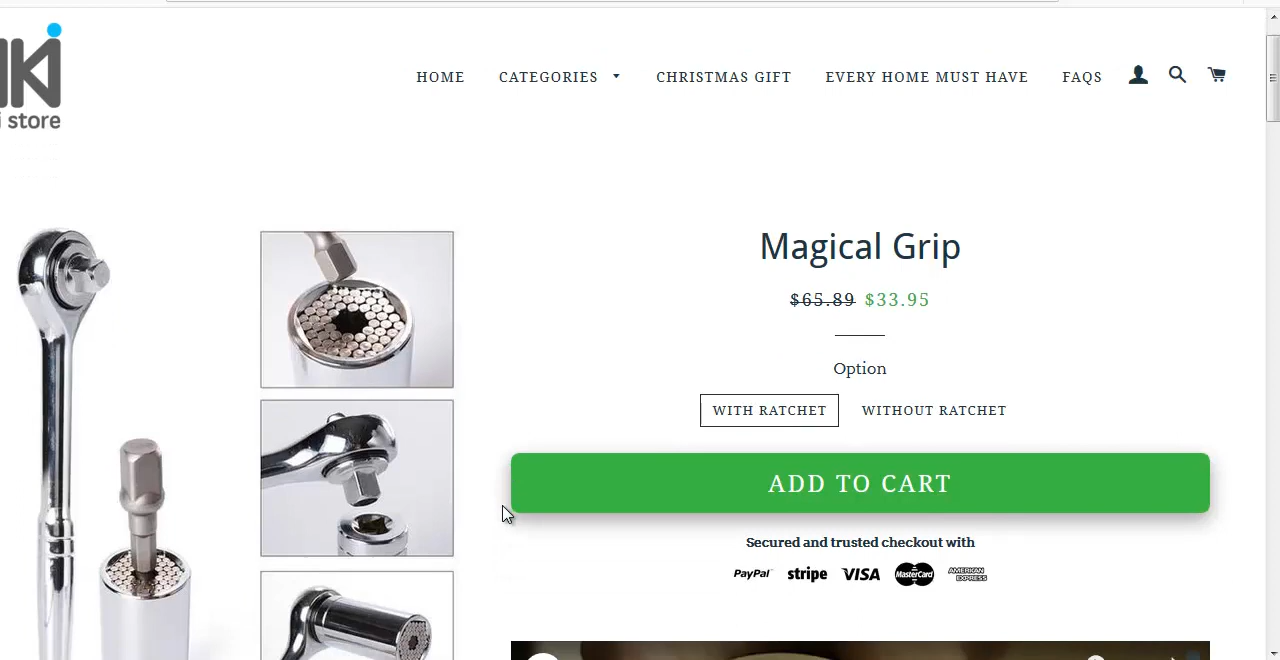 HOME CATEGORIES CHRISTMAS GIFT EVERY HOME MUST HAVE FAQS
store
Magical Grip
$65.89 $33.95
Option
WITH RATCHET WITHOUT RATCHET
ADD TO CART
Secured and trusted checkout with
PayPal stripe VISA MasterCard AMERICAN EXPRESS